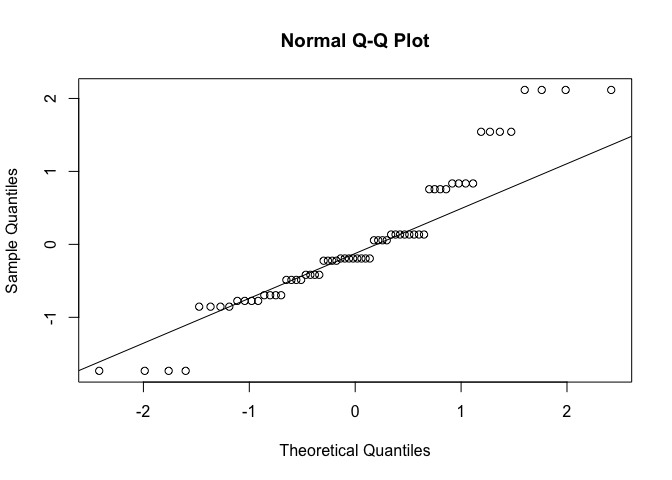 Normal Q-Q Plot
Sample Quantiles
2
1
0
-1
-2 -1 0 1 2
Theoretical Quantiles